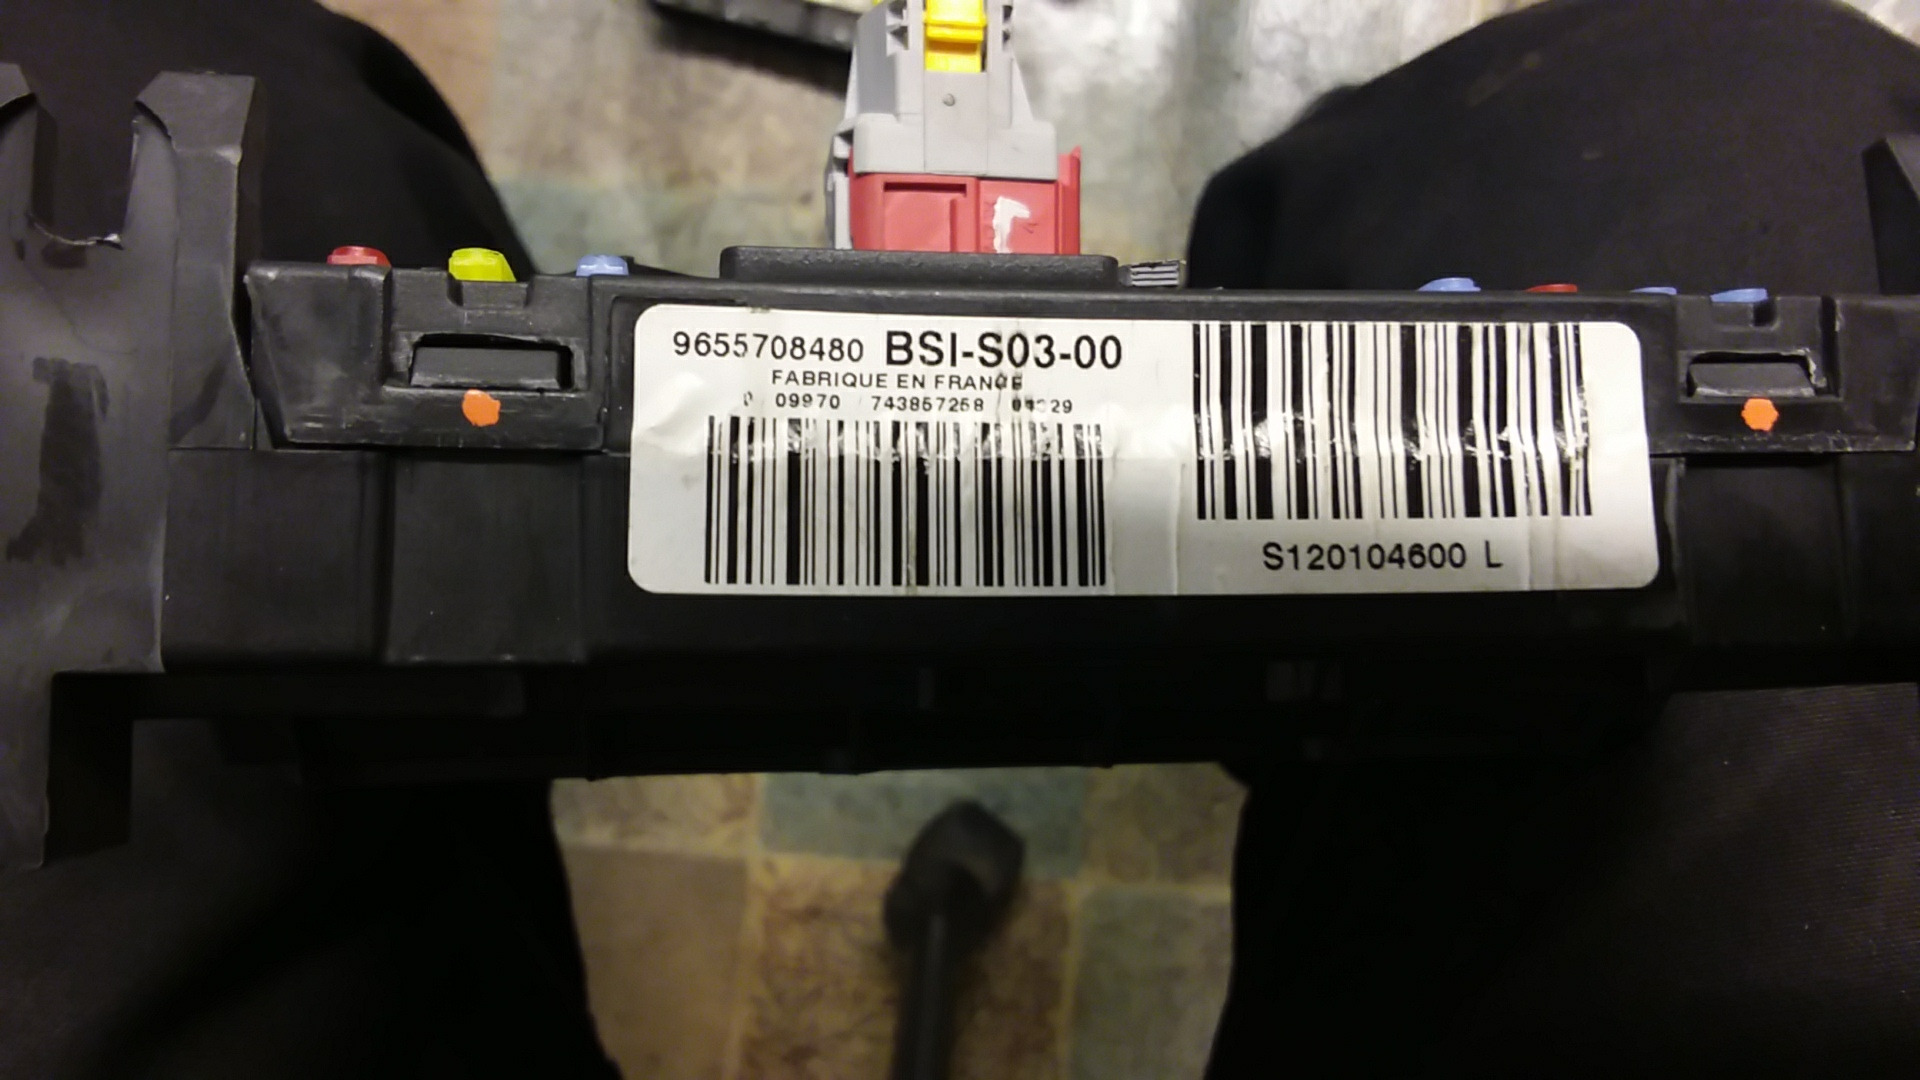 9655708480 BSI-S03-00
FABRIQUE EN FRANCE
09970 743857258
S120104600 L